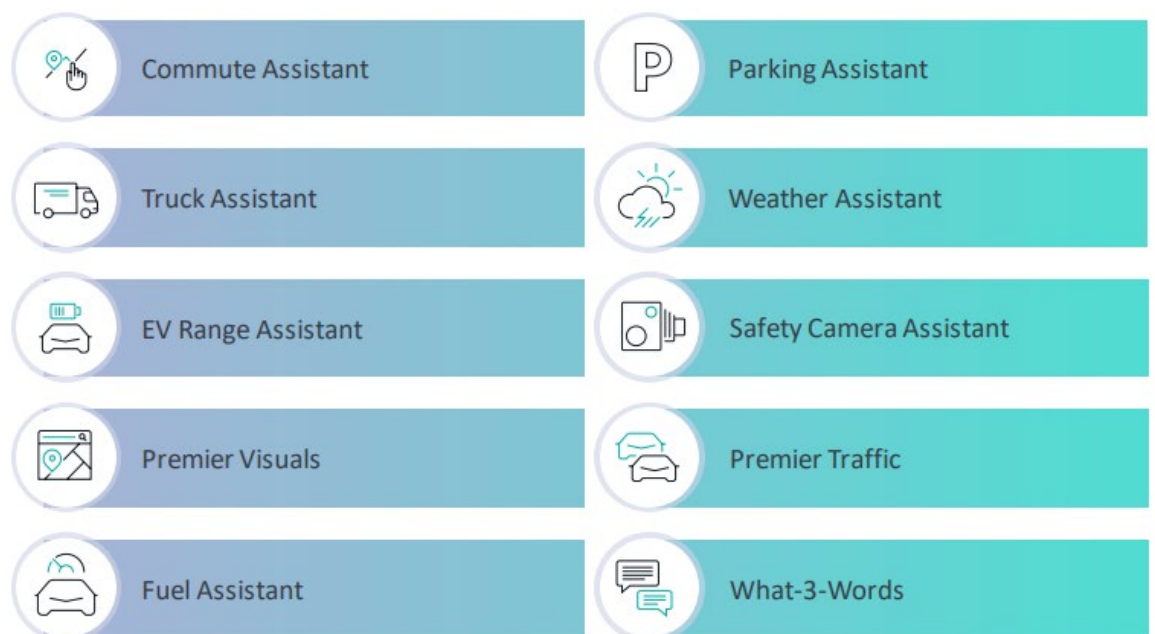 Commute Assistant
P
Parking Assistant
Truck Assistant
Weather Assistant
EV Range Assistant
Safety Camera Assistant
Premier Visuals
Premier Traffic
Fuel Assistant
What-3-Words